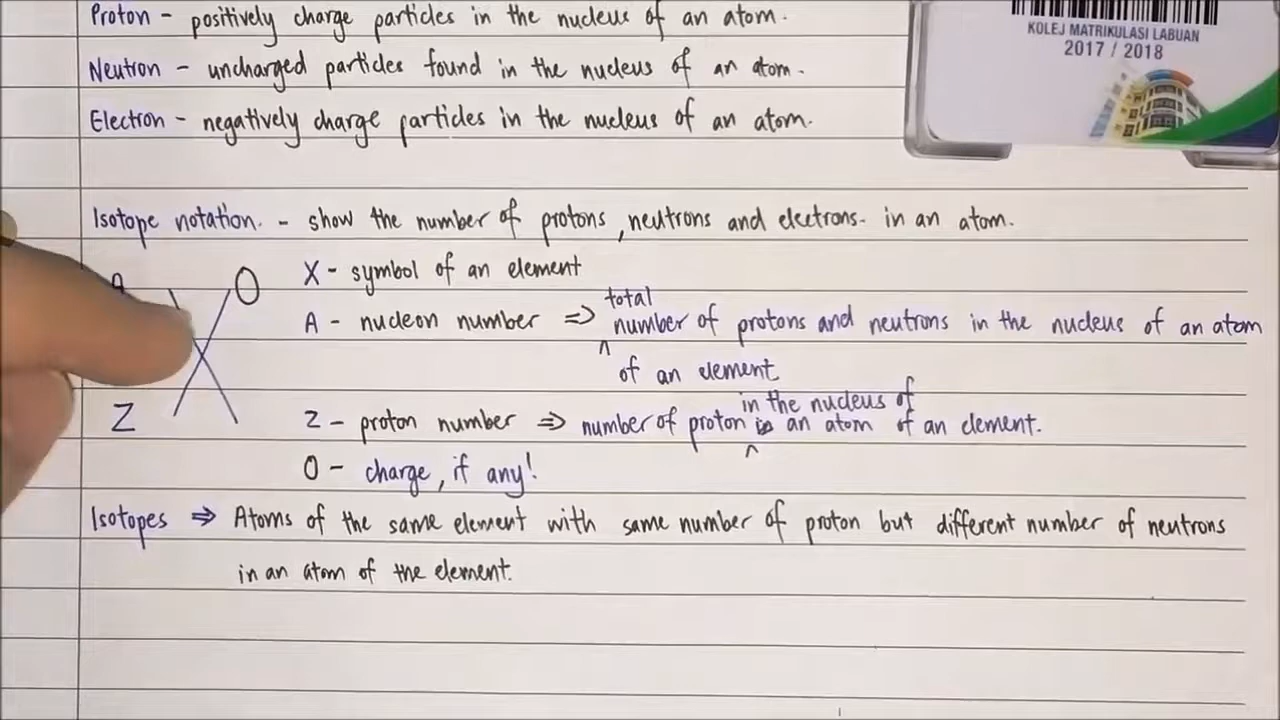 Proton - positively charge particles in the nucleus of an atom.
KOLEJ MATRIKULASI LABUAN
2017 / 2018
Neutron - uncharged particles found in the nucleus of an atom.
Electron - negatively charge particles in the nucleus of an atom.
Isotope notation. - show the number of protons, neutrons and electrons. in an atom.
A X O
Z
X - symbol of an element
total
A - nucleon number => ^ number of protons and neutrons in the nucleus of an atom
of an element
in the nucleus of
Z - proton number => number of proton ^ an atom of an element.
O - charge, if any!
Isotopes => Atoms of the same element with same number of proton but different number of neutrons
in an atom of the element.